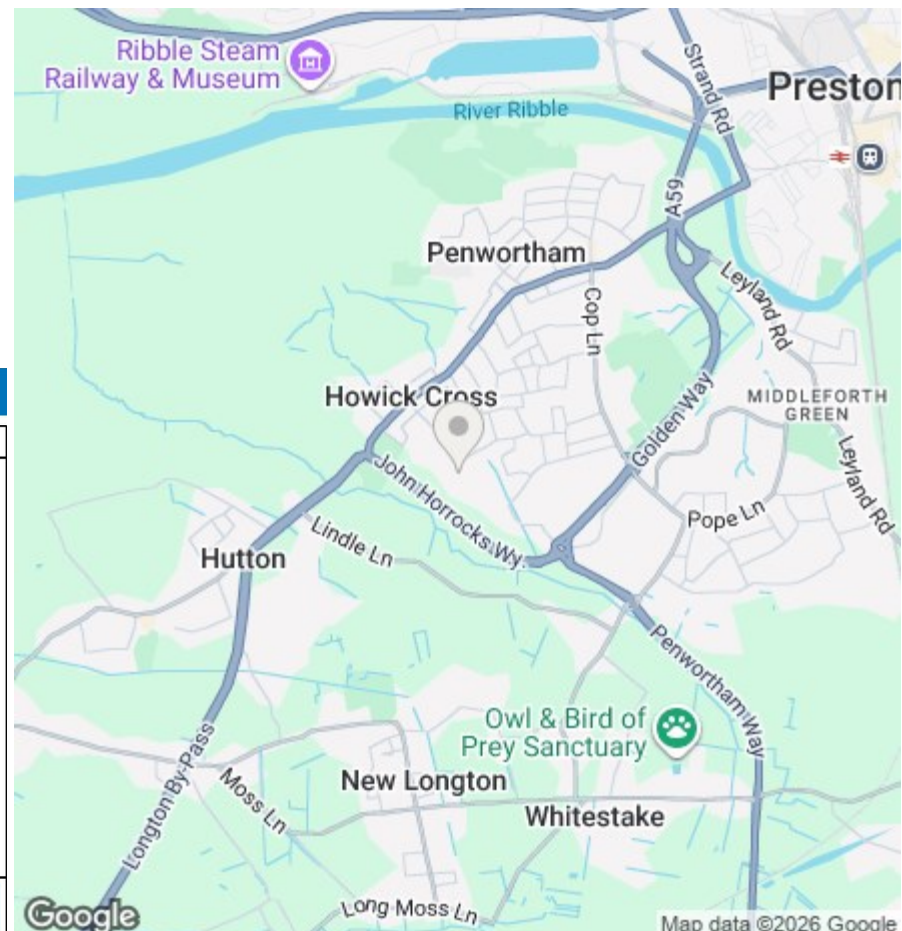 Ribble Steam
Railway & Museum
Strand Rd
Preston
River Ribble
A59
Penwortham
Leyland Rd
Cop Ln
Howick Cross
MIDDLEFORTH
GREEN
Golden Way
Leyland Rd
John Horrocks Wy.
Pope Ln
Lindle Ln
Hutton
Penwortham Way
Owl & Bird of
Prey Sanctuary
Longton By-Pass
New Longton
Moss Ln
Whitestake
Long Moss Ln
Google
Map data ©2026 Google